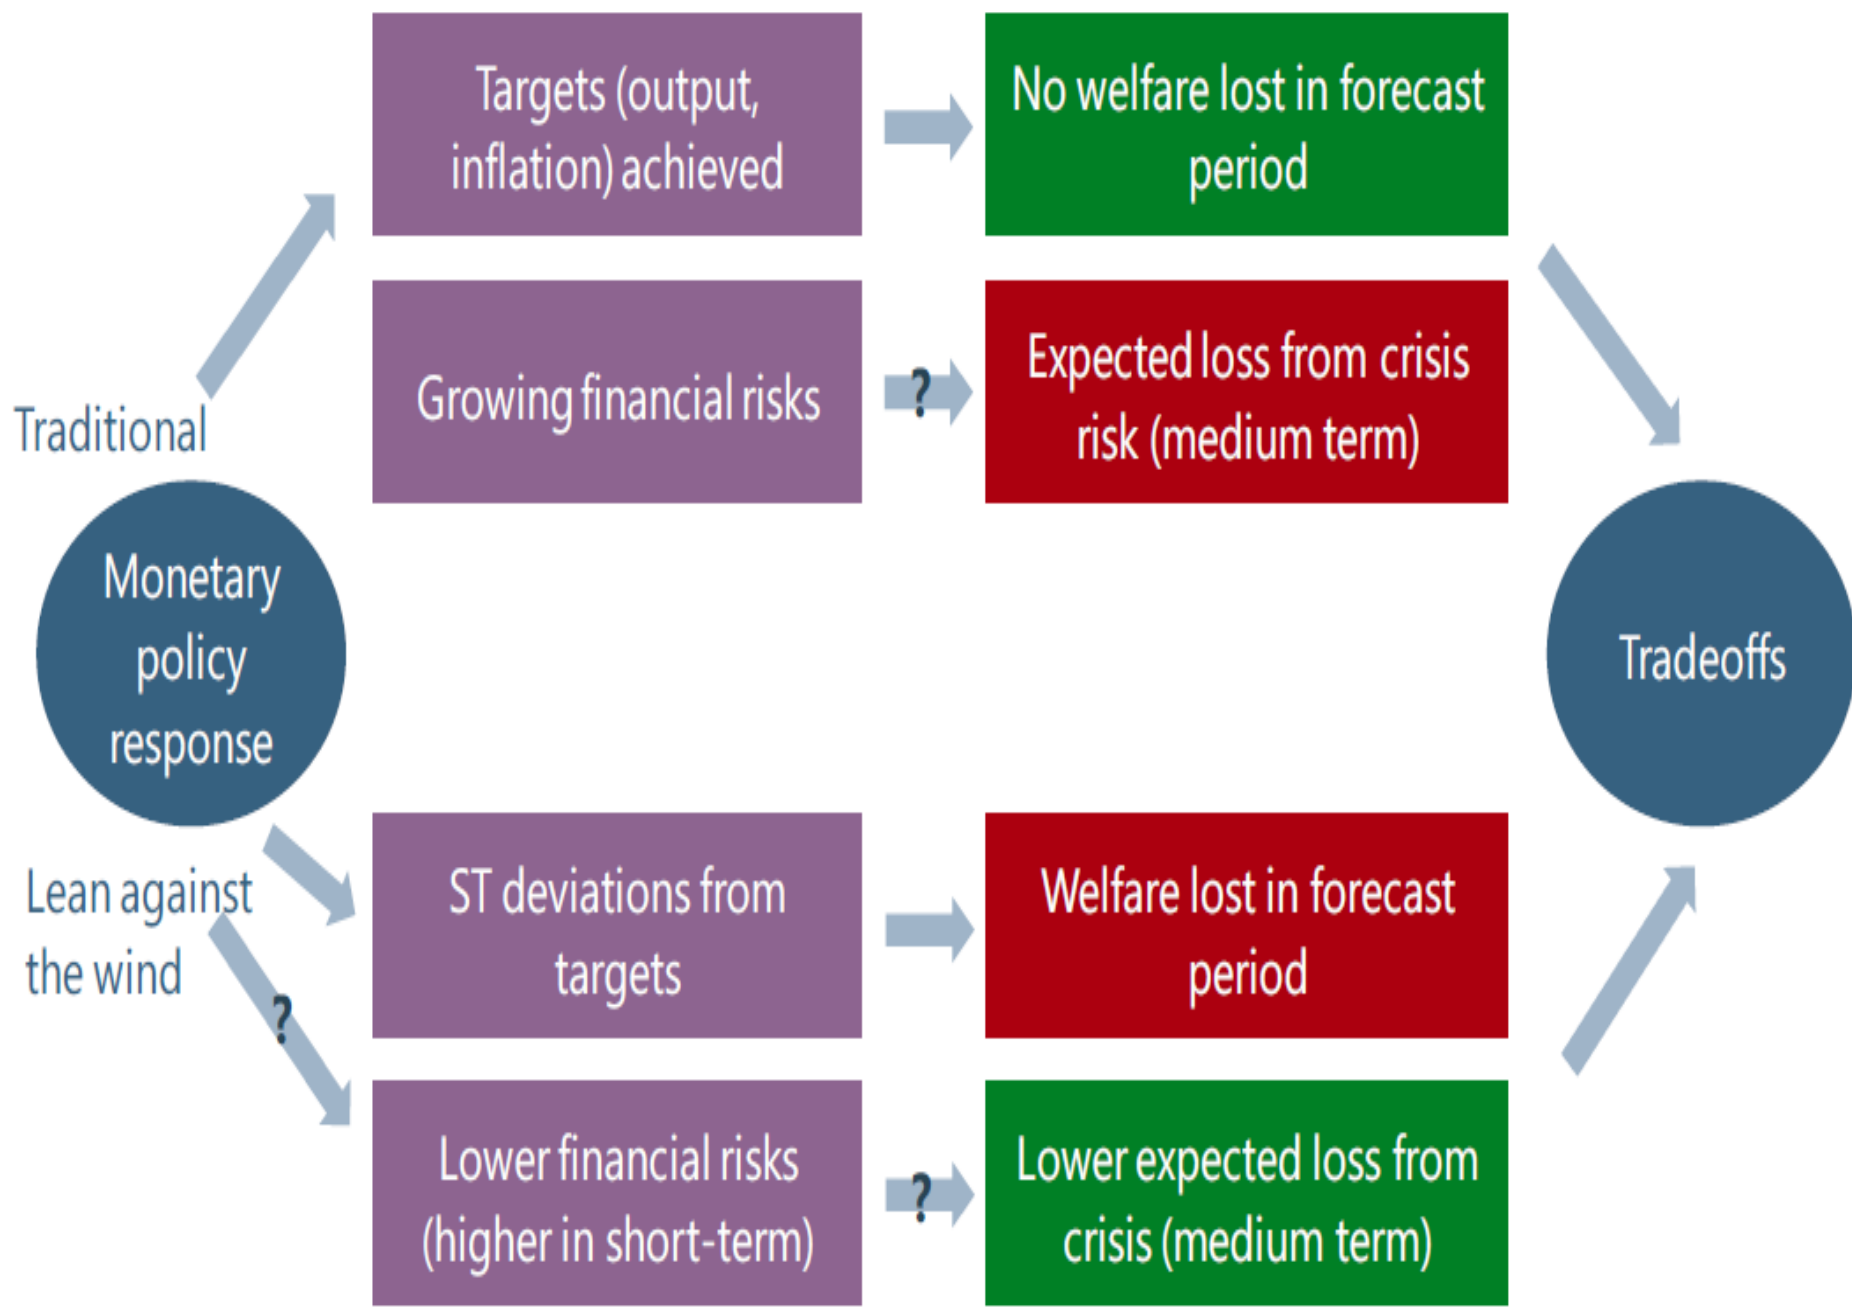 Targets (output,
inflation) achieved
No welfare lost in forecast
period
Growing financial risks
?
Expected loss from crisis
risk (medium term)
Traditional
Monetary
policy
response
Tradeoffs
Lean against
the wind
?
ST deviations from
targets
Welfare lost in forecast
period
Lower financial risks
(higher in short-term)
?
Lower expected loss from
crisis (medium term)